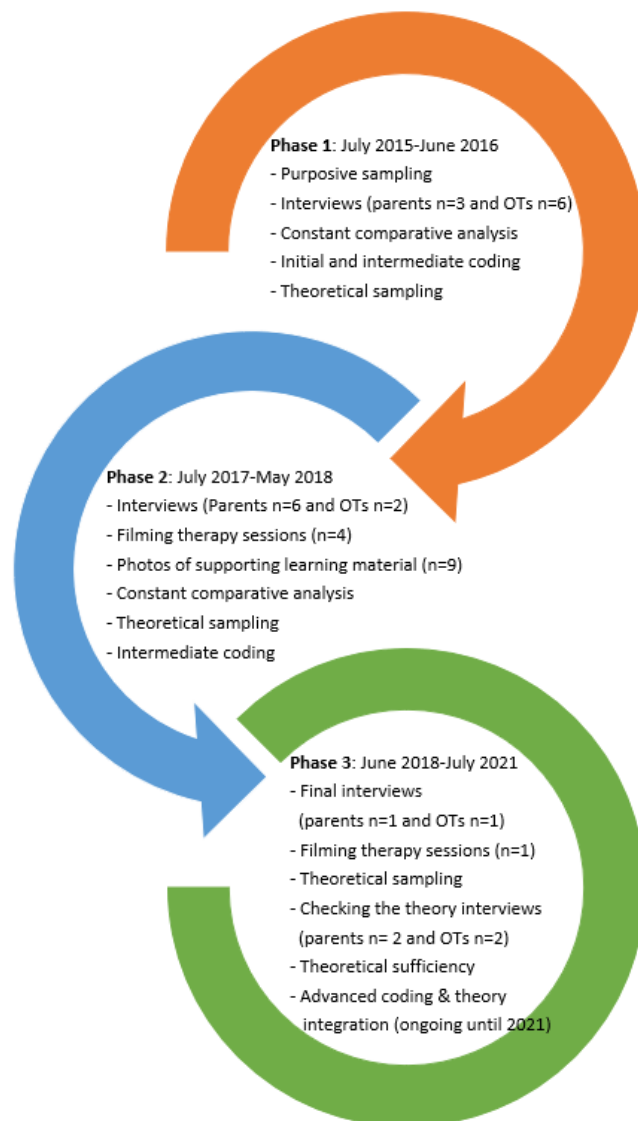 Phase 1: July 2015-June 2016
- Purposive sampling
- Interviews (parents n=3 and OTs n=6)
- Constant comparative analysis
- Initial and intermediate coding
- Theoretical sampling
Phase 2: July 2017-May 2018
- Interviews (Parents n=6 and OTs n=2)
- Filming therapy sessions (n=4)
- Photos of supporting learning material (n=9)
- Constant comparative analysis
- Theoretical sampling
- Intermediate coding
Phase 3: June 2018-July 2021
- Final interviews
(parents n=1 and OTs n=1)
- Filming therapy sessions (n=1)
- Theoretical sampling
- Checking the theory interviews
(parents n= 2 and OTs n=2)
- Theoretical sufficiency
- Advanced coding & theory
integration (ongoing until 2021)